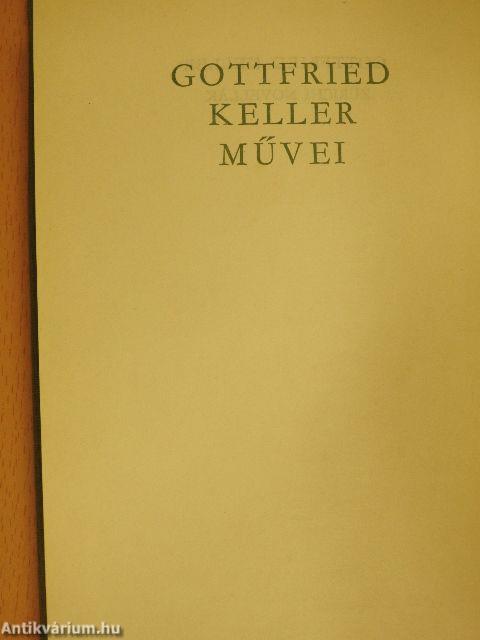 GOTTFRIED
KELLER
MŰVEI
Antikvárium.hu